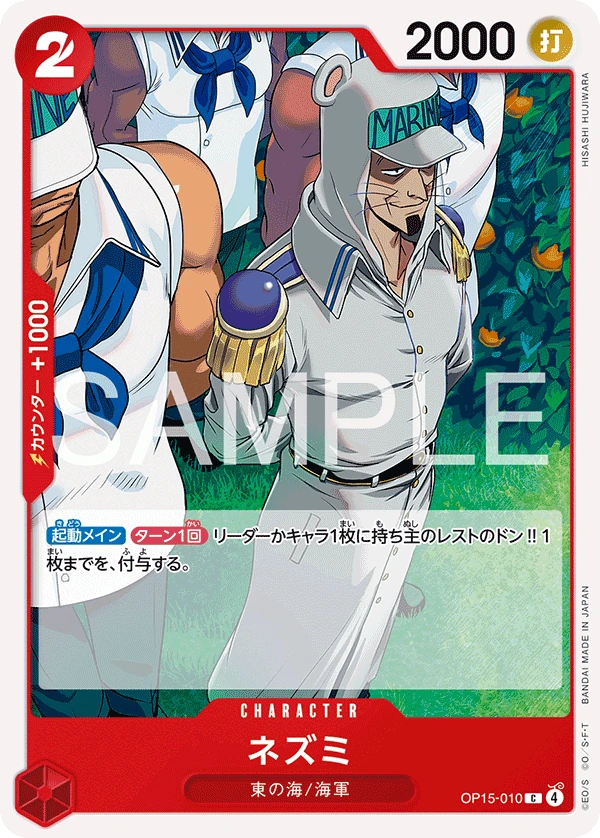 2
2000
打
HISASHI HUJIWARA
MARINE
MARINE
カウンター +1000
SAMPLE
起動メイン ターン1回 リーダーかキャラ1枚に持ち主のレストのドン!!1
枚までを、付与する。
CHARACTER
ネズミ
東の海/海軍
OP15-010 C 4
©E.O/S ©O/S・F・T BANDAI MADE IN JAPAN